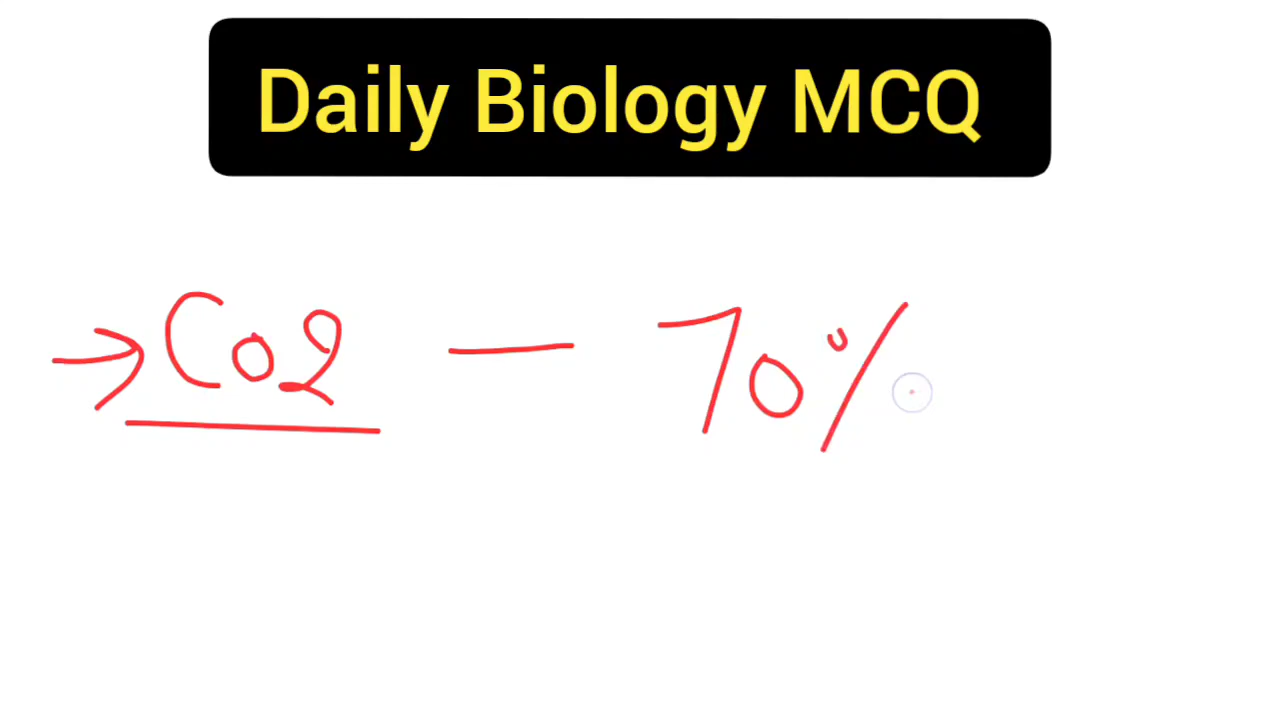 Daily Biology MCQ
→ Co2 — 70%